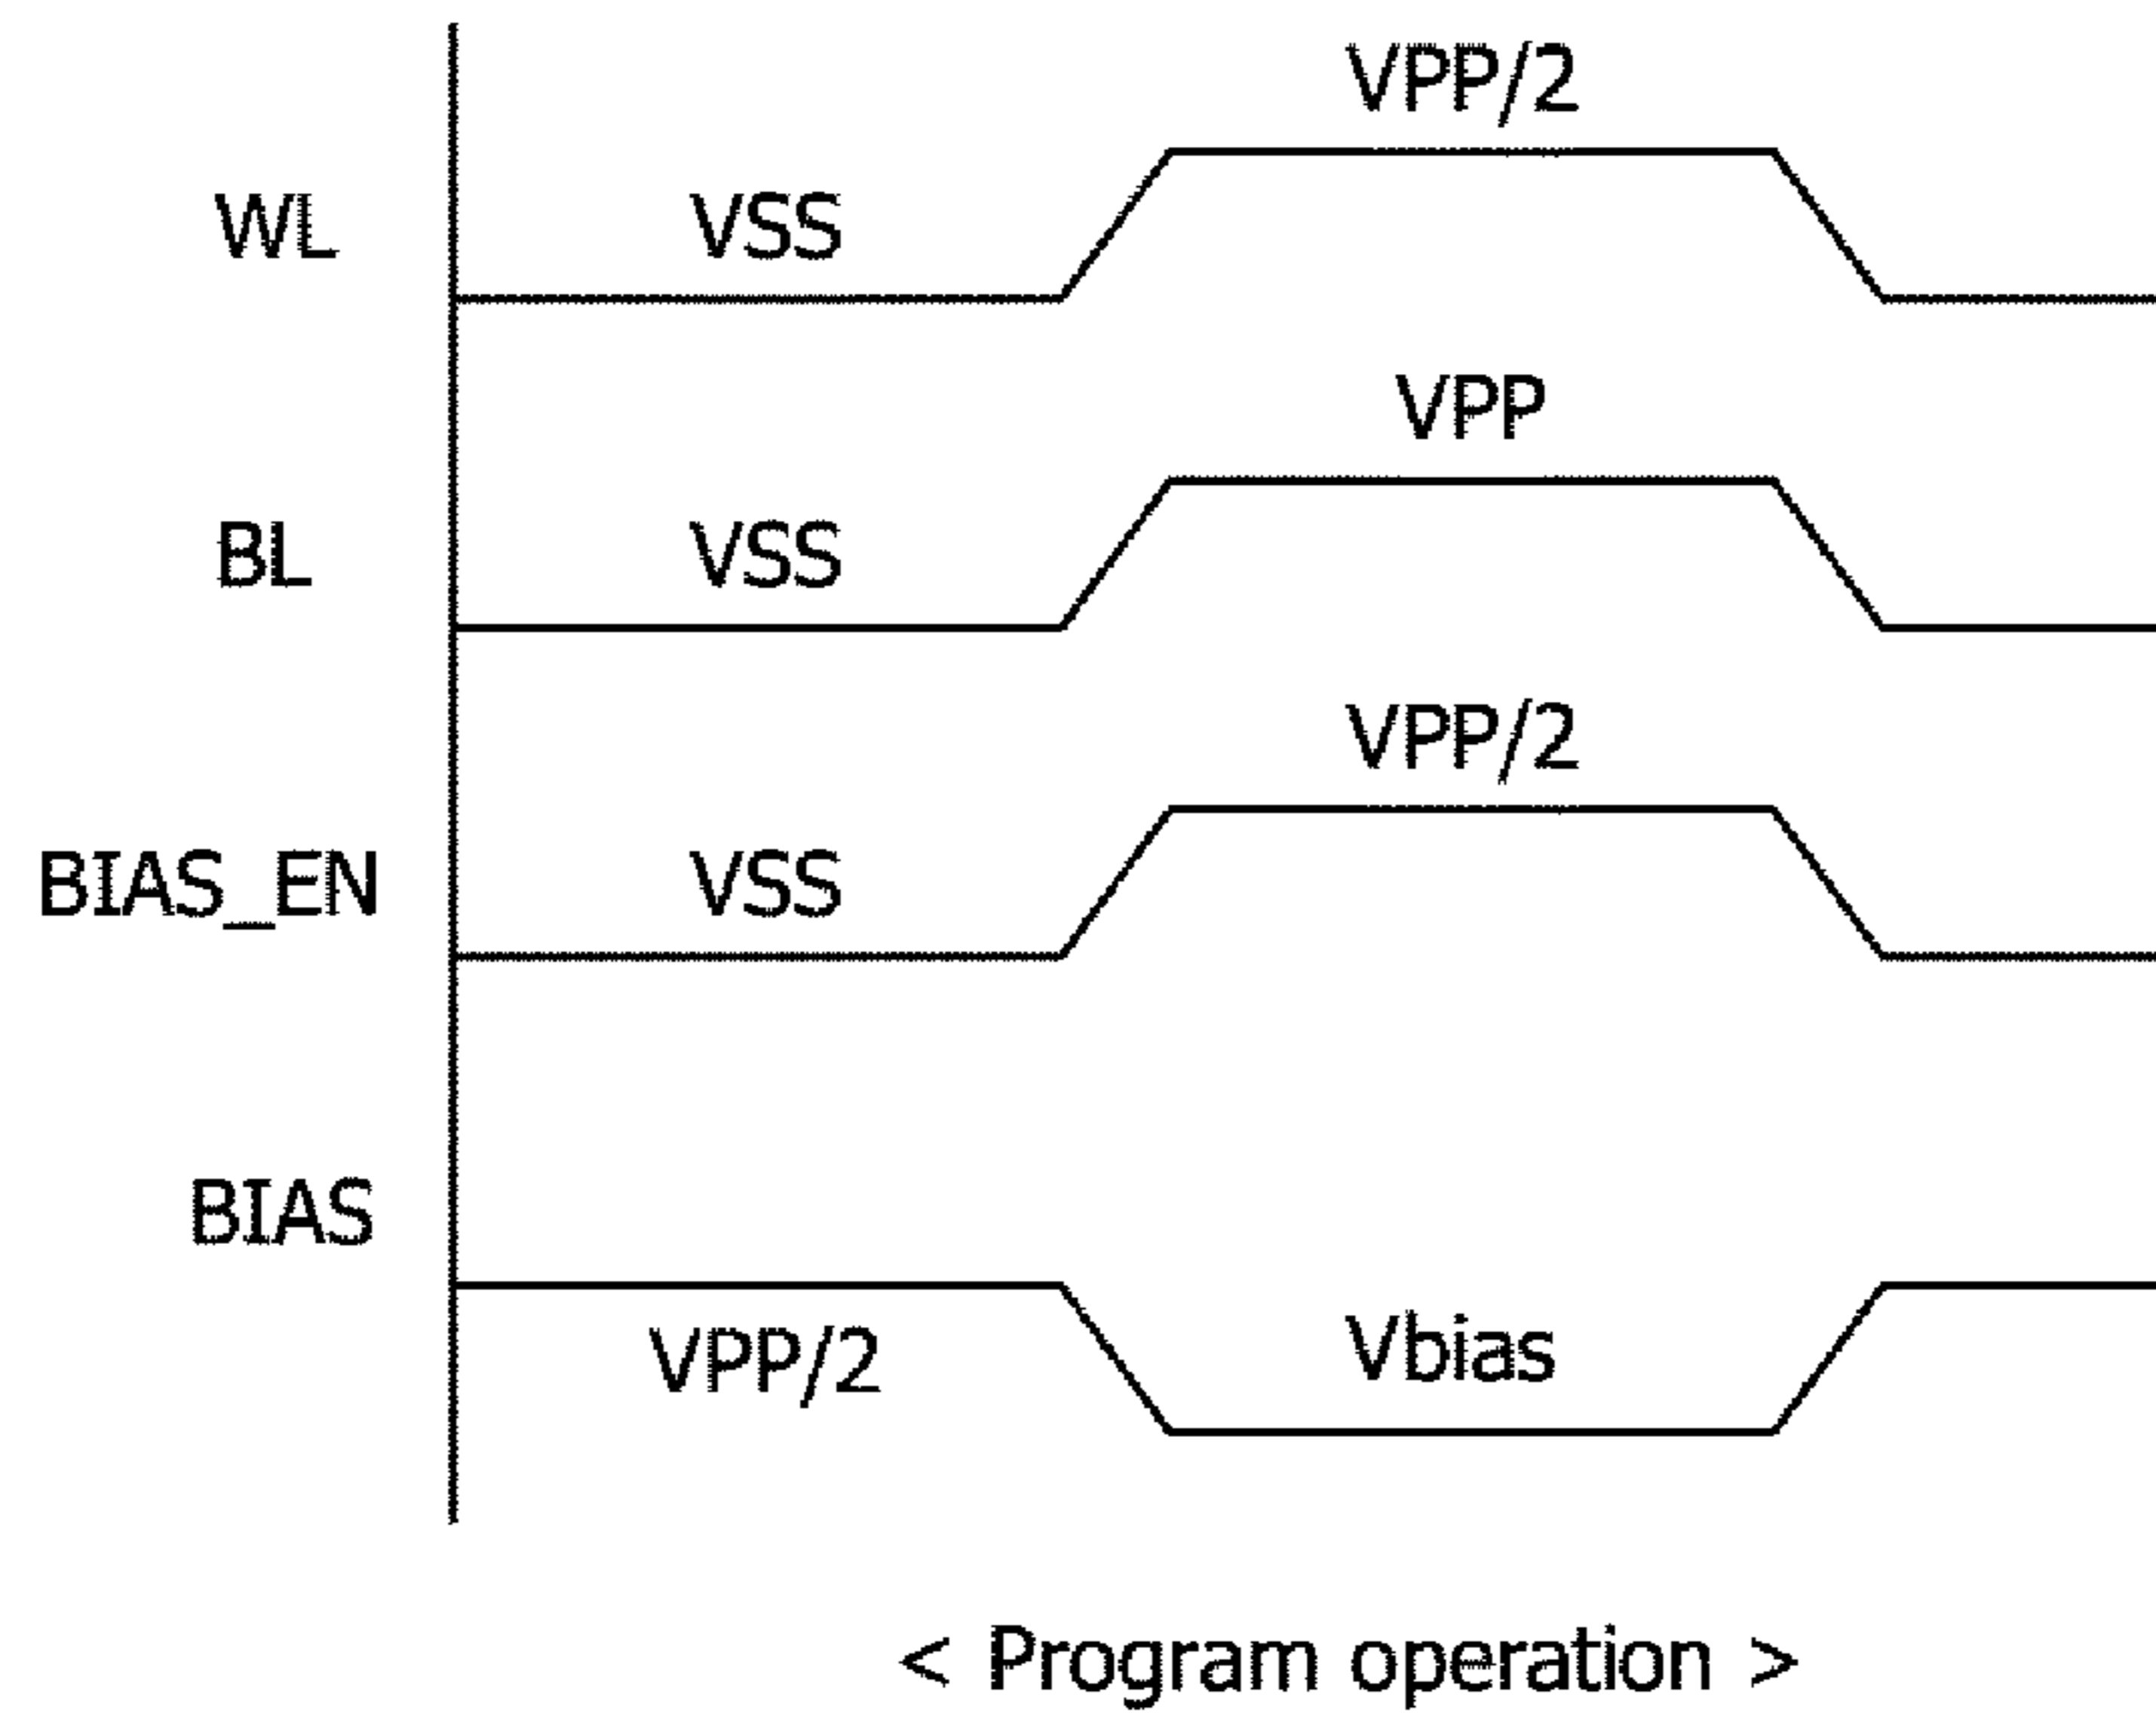 VPP/2
WL VSS
VPP
BL VSS
VPP/2
BIAS_EN VSS
BIAS
VPP/2 Vbias
< Program operation >